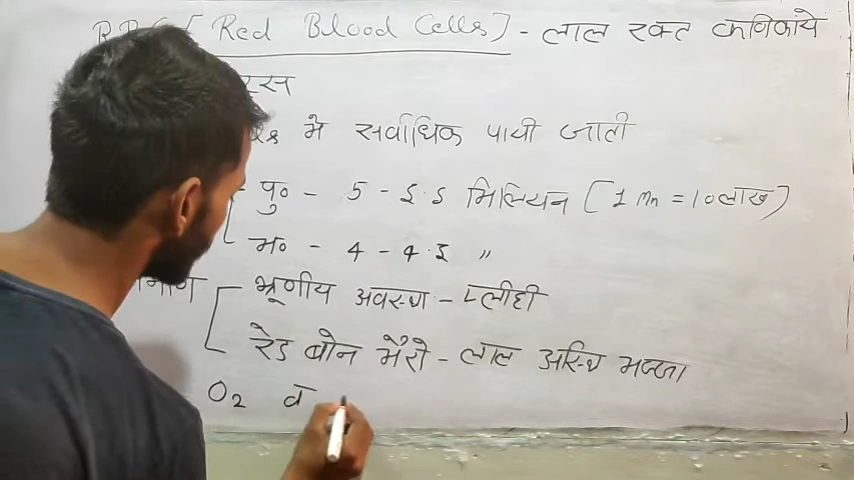 RBC [Red Blood Cells] - लाल रक्त कणिकाये
में सर्वाधिक पायी जाती
पु० - 5 - 5.5 मिलियन [1 Mn = 10लाख]
म० - 4 - 4.5 "
भ्रूणीय अवस्था - प्लीहा
रेड बोन मैरो - लाल अस्थि मज्जा
O₂ व